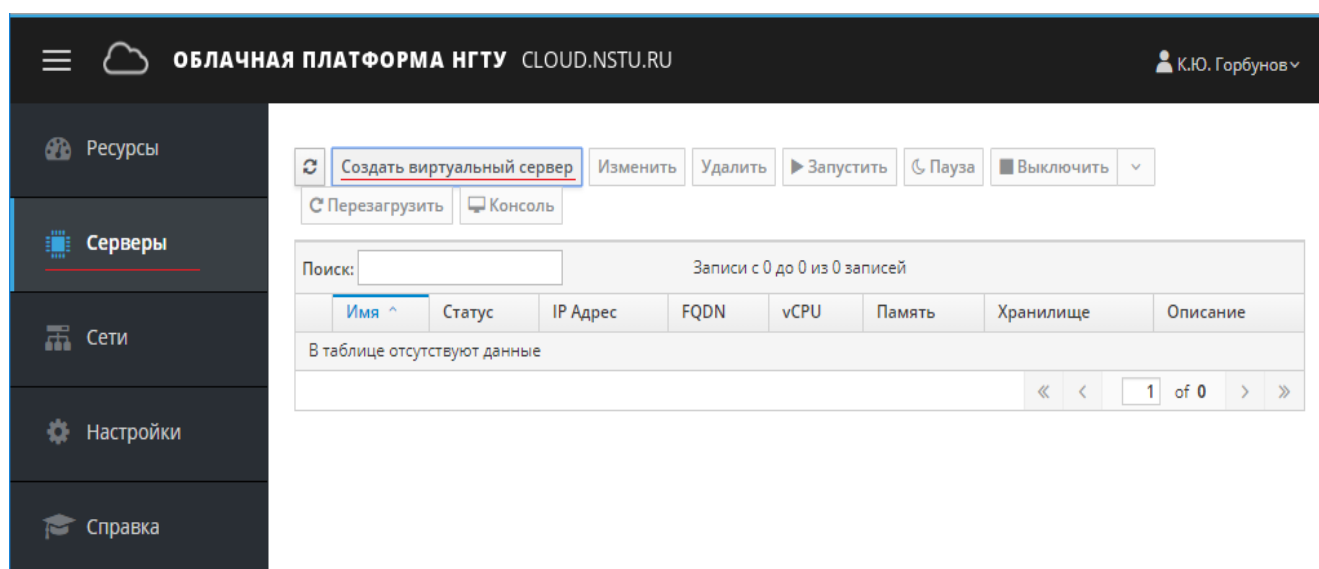 ОБЛАЧНАЯ ПЛАТФОРМА НГТУ CLOUD.NSTU.RU
К.Ю. Горбунов
Ресурсы
Серверы
Сети
Настройки
Справка
Создать виртуальный сервер Изменить Удалить Запустить Пауза Выключить
Перезагрузить Консоль
Поиск: Записи с 0 до 0 из 0 записей
Имя Статус IP Адрес FQDN vCPU Память Хранилище Описание
В таблице отсутствуют данные
« < 1 of 0 > »